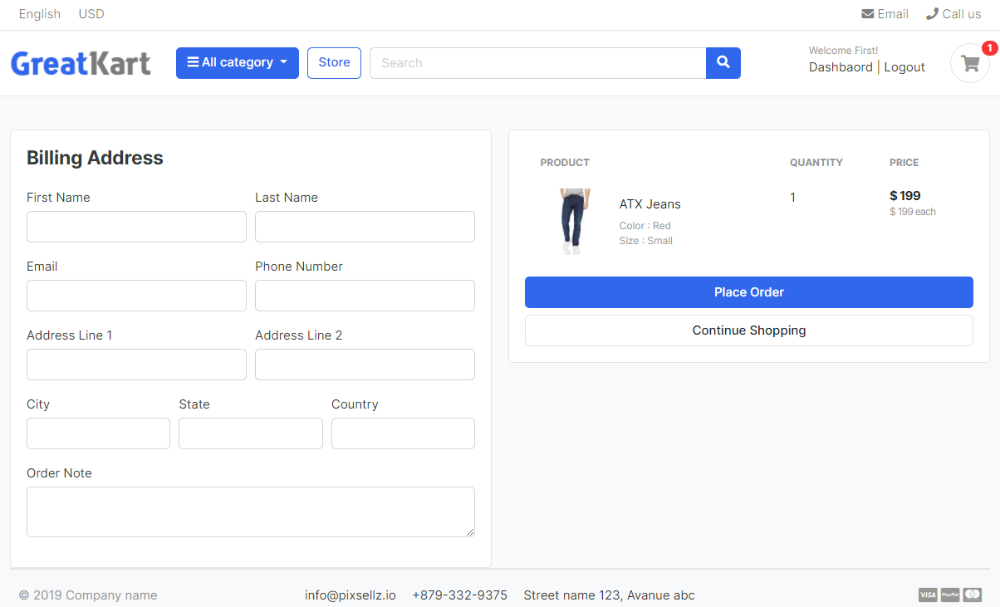 English USD Email Call us
GreatKart All category Store Search Welcome First!
Dashbaord | Logout 1
Billing Address
First Name Last Name
Email Phone Number
Address Line 1 Address Line 2
City State Country
Order Note
PRODUCT QUANTITY PRICE
ATX Jeans 1 $ 199
$ 199 each
Color : Red
Size : Small
Place Order
Continue Shopping
© 2019 Company name info@pixsellz.io +879-332-9375 Street name 123, Avanue abc VISA PayPal